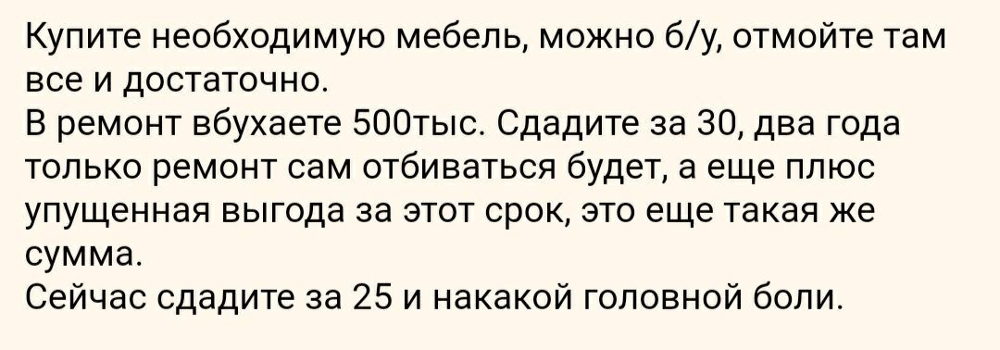 Купите необходимую мебель, можно б/у, отмойте там
все и достаточно.
В ремонт вбухаете 500тыс. Сдадите за 30, два года
только ремонт сам отбиваться будет, а еще плюс
упущенная выгода за этот срок, это еще такая же
сумма.
Сейчас сдадите за 25 и накакой головной боли.